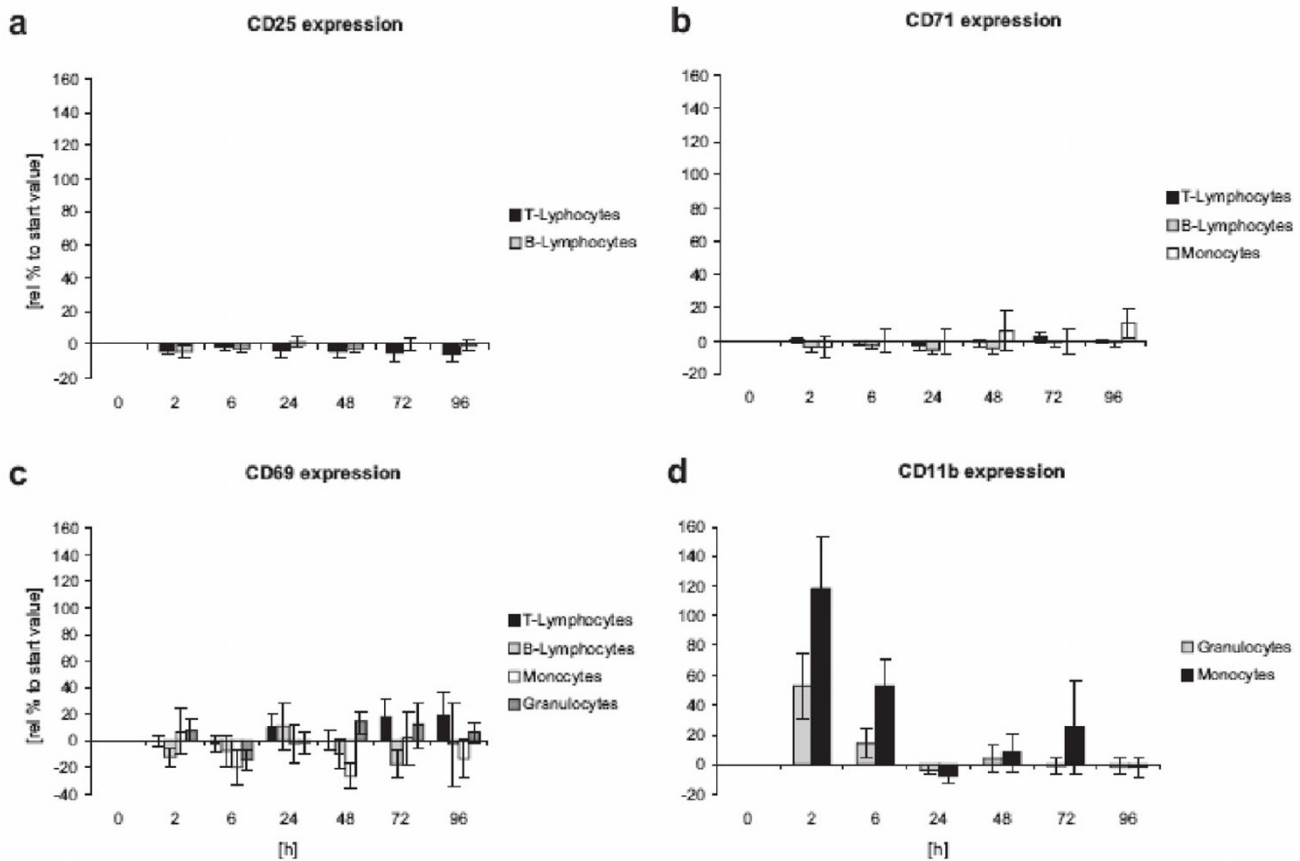 a
CD25 expression
[rel % to start value]
160
140
120
100
80
60
40
20
0
-20
0 2 6 24 48 72 96
T-Lyphocytes
B-Lymphocytes
b
CD71 expression
160
140
120
100
80
60
40
20
0
-20
0 2 6 24 48 72 96
T-Lymphocytes
B-Lymphocytes
Monocytes
c
CD69 expression
[rel % to start value]
160
140
120
100
80
60
40
20
0
-20
-40
0 2 6 24 48 72 96
[h]
T-Lymphocytes
B-Lymphocytes
Monocytes
Granulocytes
d
CD11b expression
160
140
120
100
80
60
40
20
0
-20
0 2 6 24 48 72 96
[h]
Granulocytes
Monocytes